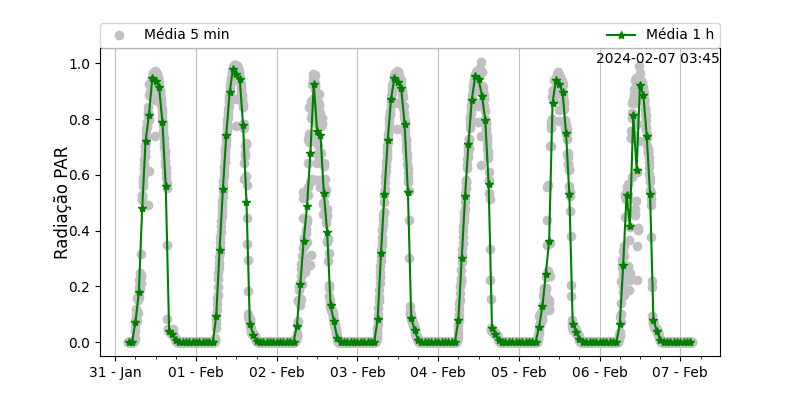 Média 5 min
Média 1 h
2024-02-07 03:45
1.0
0.8
0.6
0.4
0.2
0.0
Radiação PAR
31 - Jan
01 - Feb
02 - Feb
03 - Feb
04 - Feb
05 - Feb
06 - Feb
07 - Feb